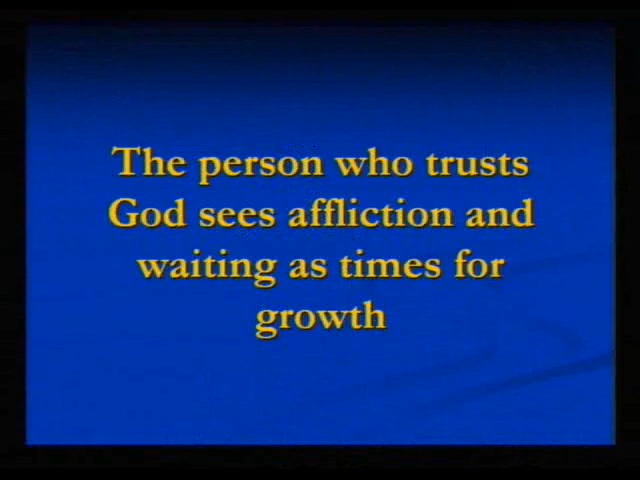 The person who trusts
God sees affliction and
waiting as times for
growth